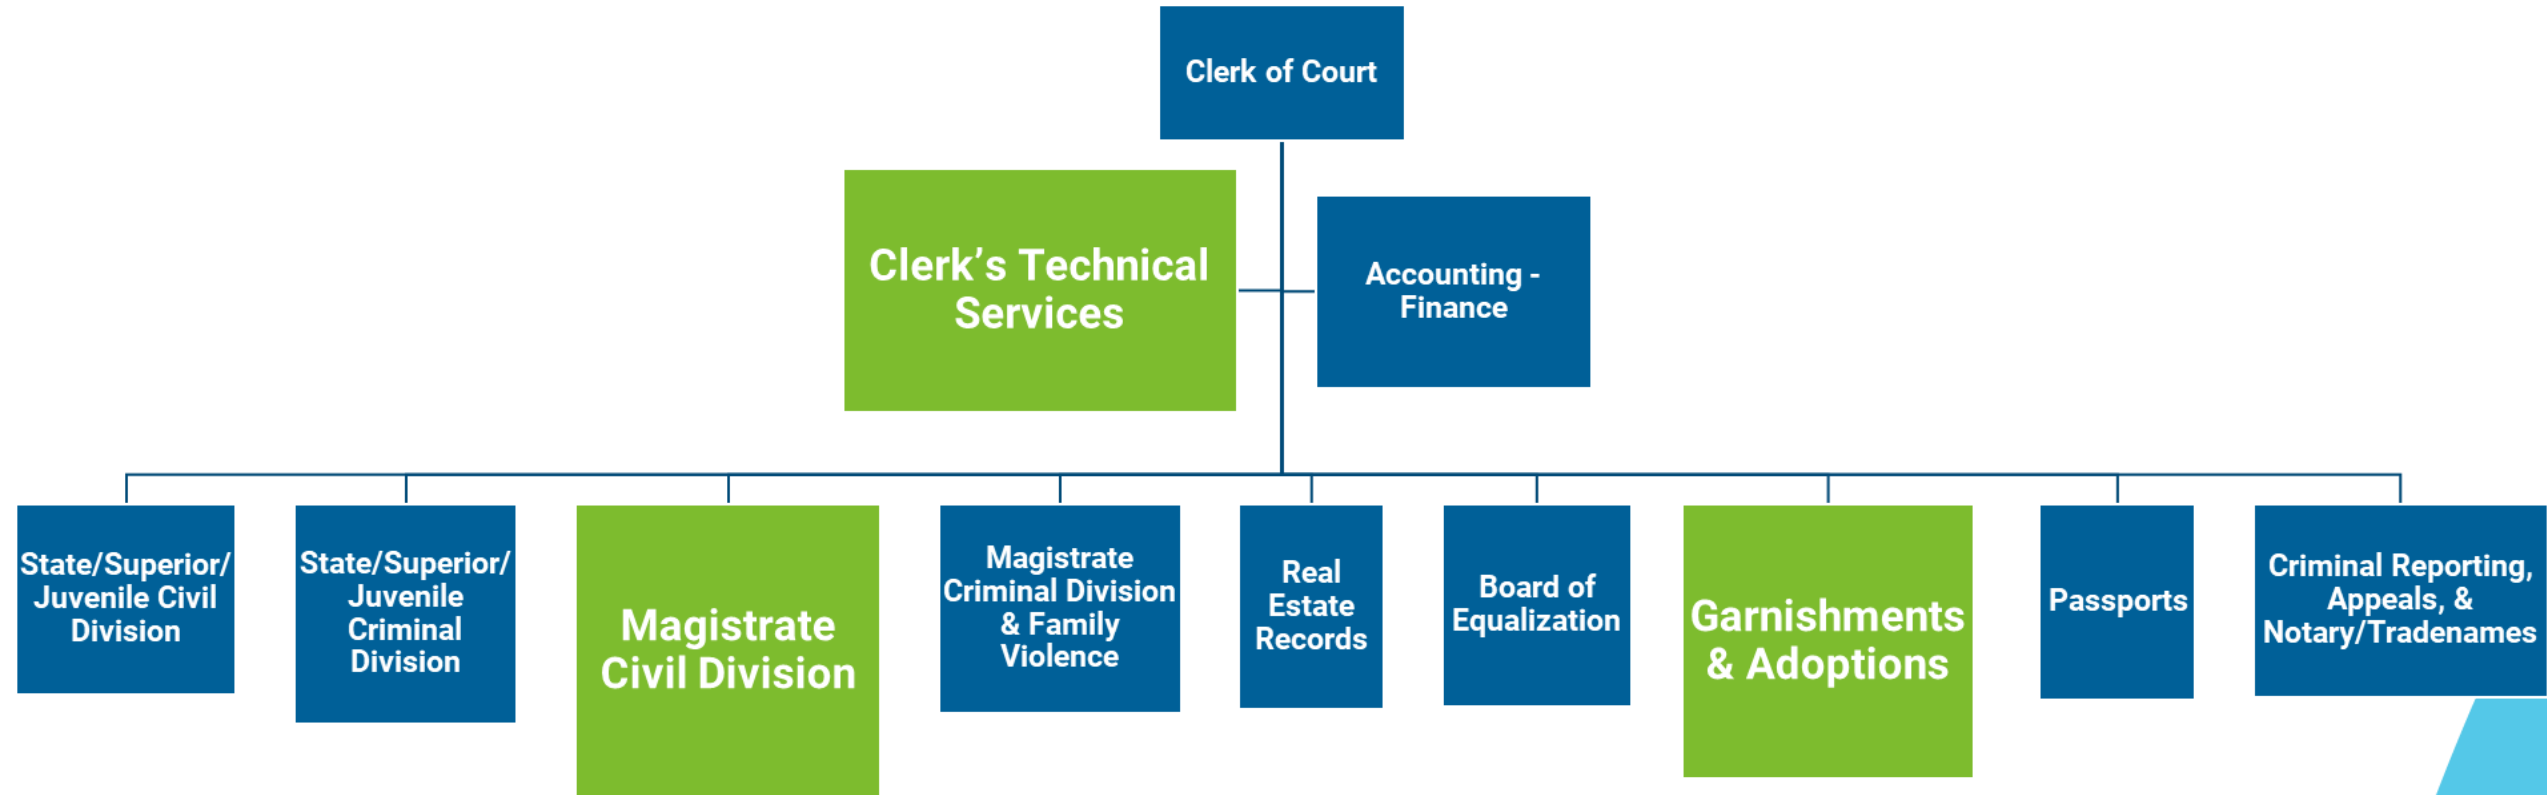 Clerk of Court
Clerk’s Technical
Services
Accounting -
Finance
State/Superior/
Juvenile Civil
Division
State/Superior/
Juvenile
Criminal
Division
Magistrate
Civil Division
Magistrate
Criminal Division
& Family
Violence
Real
Estate
Records
Board of
Equalization
Garnishments
& Adoptions
Passports
Criminal Reporting,
Appeals, &
Notary/Tradenames